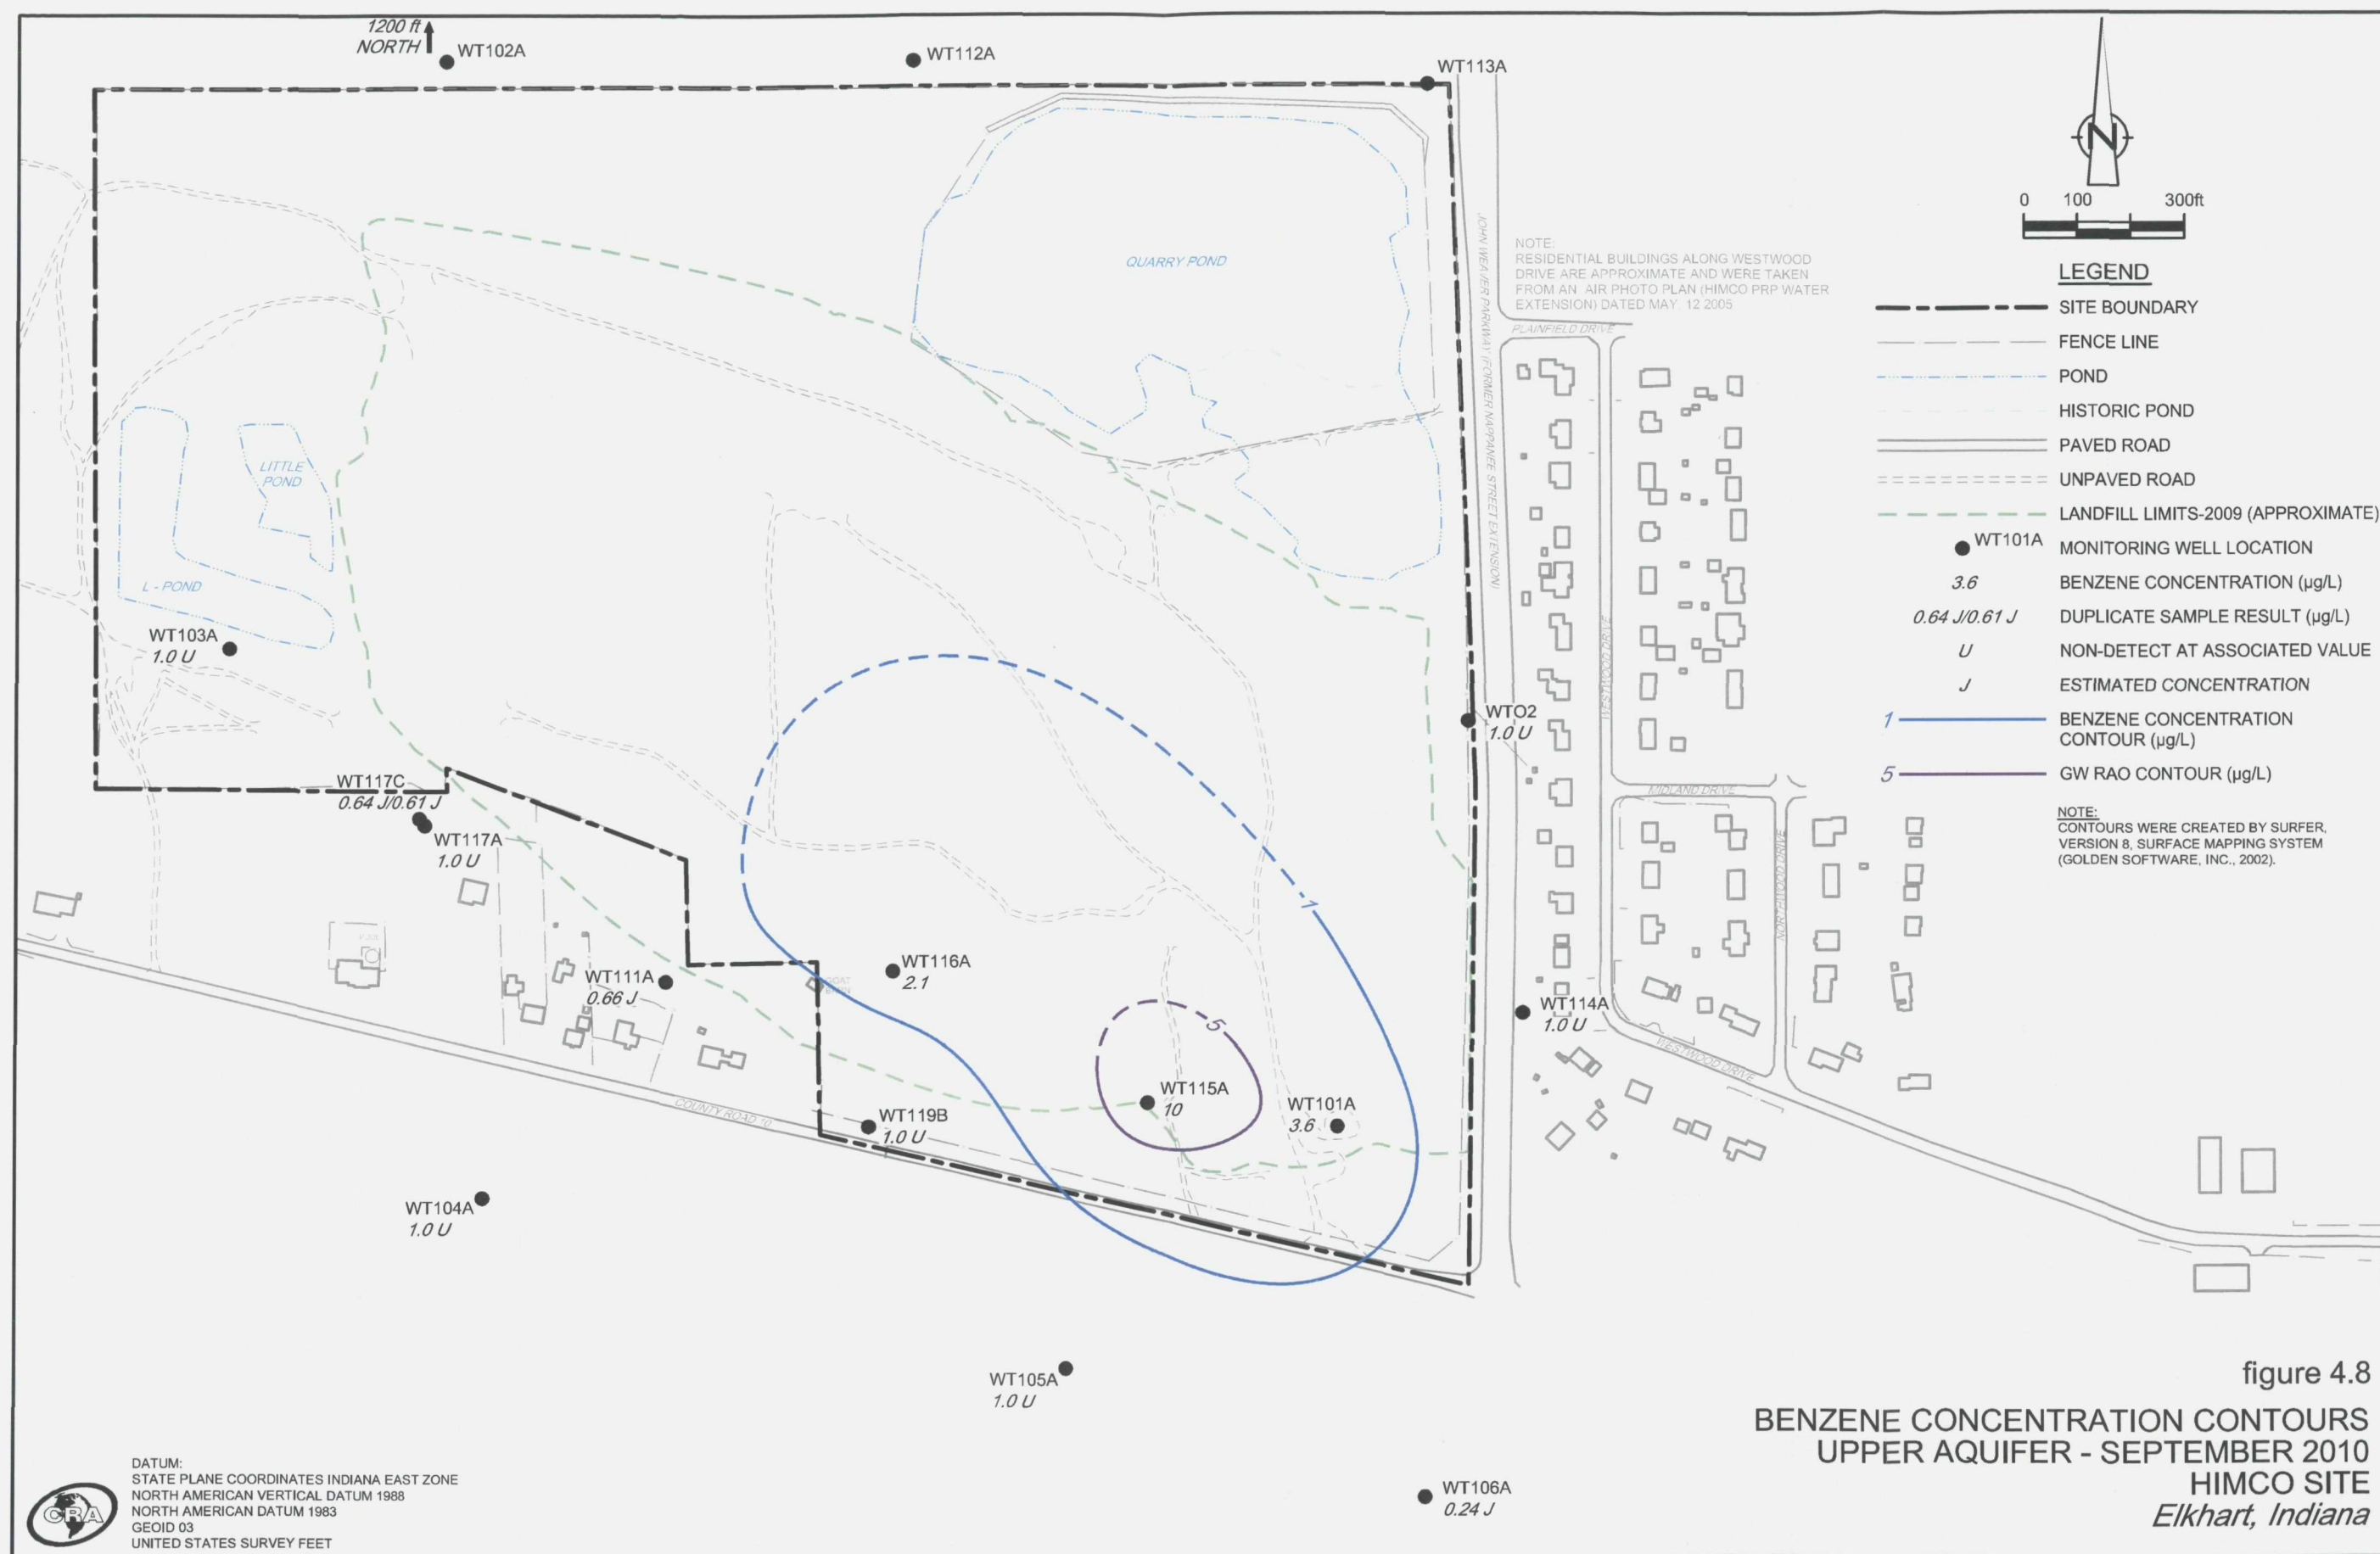 1200 ft
NORTH
WT102A
WT112A
WT113A
0 100 300ft
N
NOTE:
RESIDENTIAL BUILDINGS ALONG WESTWOOD
DRIVE ARE APPROXIMATE AND WERE TAKEN
FROM AN AIR PHOTO PLAN (HIMCO PRP WATER
EXTENSION) DATED MAY 12 2005
QUARRY POND
JOHN WEAVER PARKWAY (FORMER NAPPANEE STREET EXTENSION)
PLAINFIELD DRIVE
LEGEND
SITE BOUNDARY
FENCE LINE
POND
HISTORIC POND
PAVED ROAD
UNPAVED ROAD
LANDFILL LIMITS-2009 (APPROXIMATE)
WT101A MONITORING WELL LOCATION
3.6 BENZENE CONCENTRATION (µg/L)
0.64 J/0.61 J DUPLICATE SAMPLE RESULT (µg/L)
U NON-DETECT AT ASSOCIATED VALUE
J ESTIMATED CONCENTRATION
1 BENZENE CONCENTRATION
CONTOUR (µg/L)
5 GW RAO CONTOUR (µg/L)
NOTE:
CONTOURS WERE CREATED BY SURFER,
VERSION 8, SURFACE MAPPING SYSTEM
(GOLDEN SOFTWARE, INC., 2002).
LITTLE
POND
L - POND
WT103A
1.0 U
WESTWOOD DRIVE
WTO2
1.0 U
WT117C
0.64 J/0.61 J
MIDLAND DRIVE
WT117A
1.0 U
NORTHWOOD DRIVE
1
WT116A
2.1
WT111A
0.66 J
WT114A
1.0 U
5
WESTWOOD DRIVE
WT115A
10
WT101A
3.6
COUNTY ROAD 10
WT119B
1.0 U
WT104A
1.0 U
WT105A
1.0 U
WT106A
0.24 J
figure 4.8
BENZENE CONCENTRATION CONTOURS
UPPER AQUIFER - SEPTEMBER 2010
HIMCO SITE
Elkhart, Indiana
CRA
DATUM:
STATE PLANE COORDINATES INDIANA EAST ZONE
NORTH AMERICAN VERTICAL DATUM 1988
NORTH AMERICAN DATUM 1983
GEOID 03
UNITED STATES SURVEY FEET